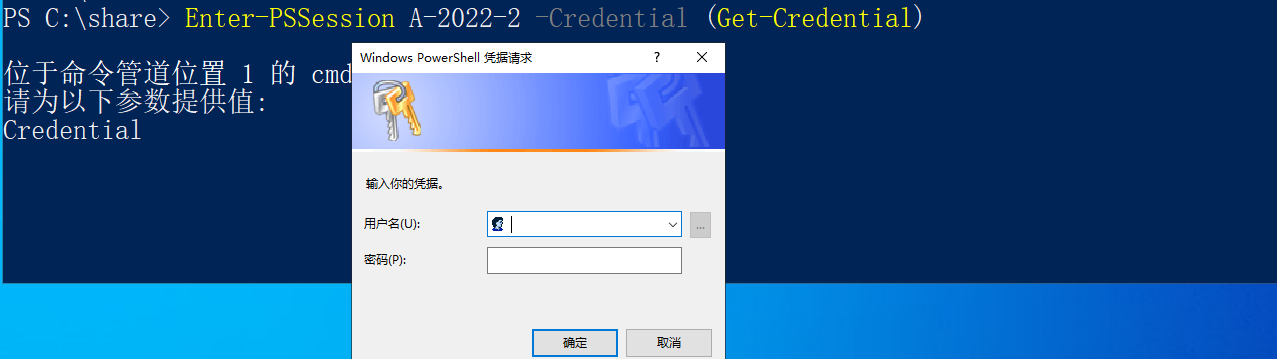 PS C:\share> Enter-PSSession A-2022-2 -Credential (Get-Credential)
位于命令管道位置 1 的 cmd
请为以下参数提供值:
Credential
Windows PowerShell 凭据请求
?
输入你的凭据。
用户名(U):
...
密码(P):
确定
取消